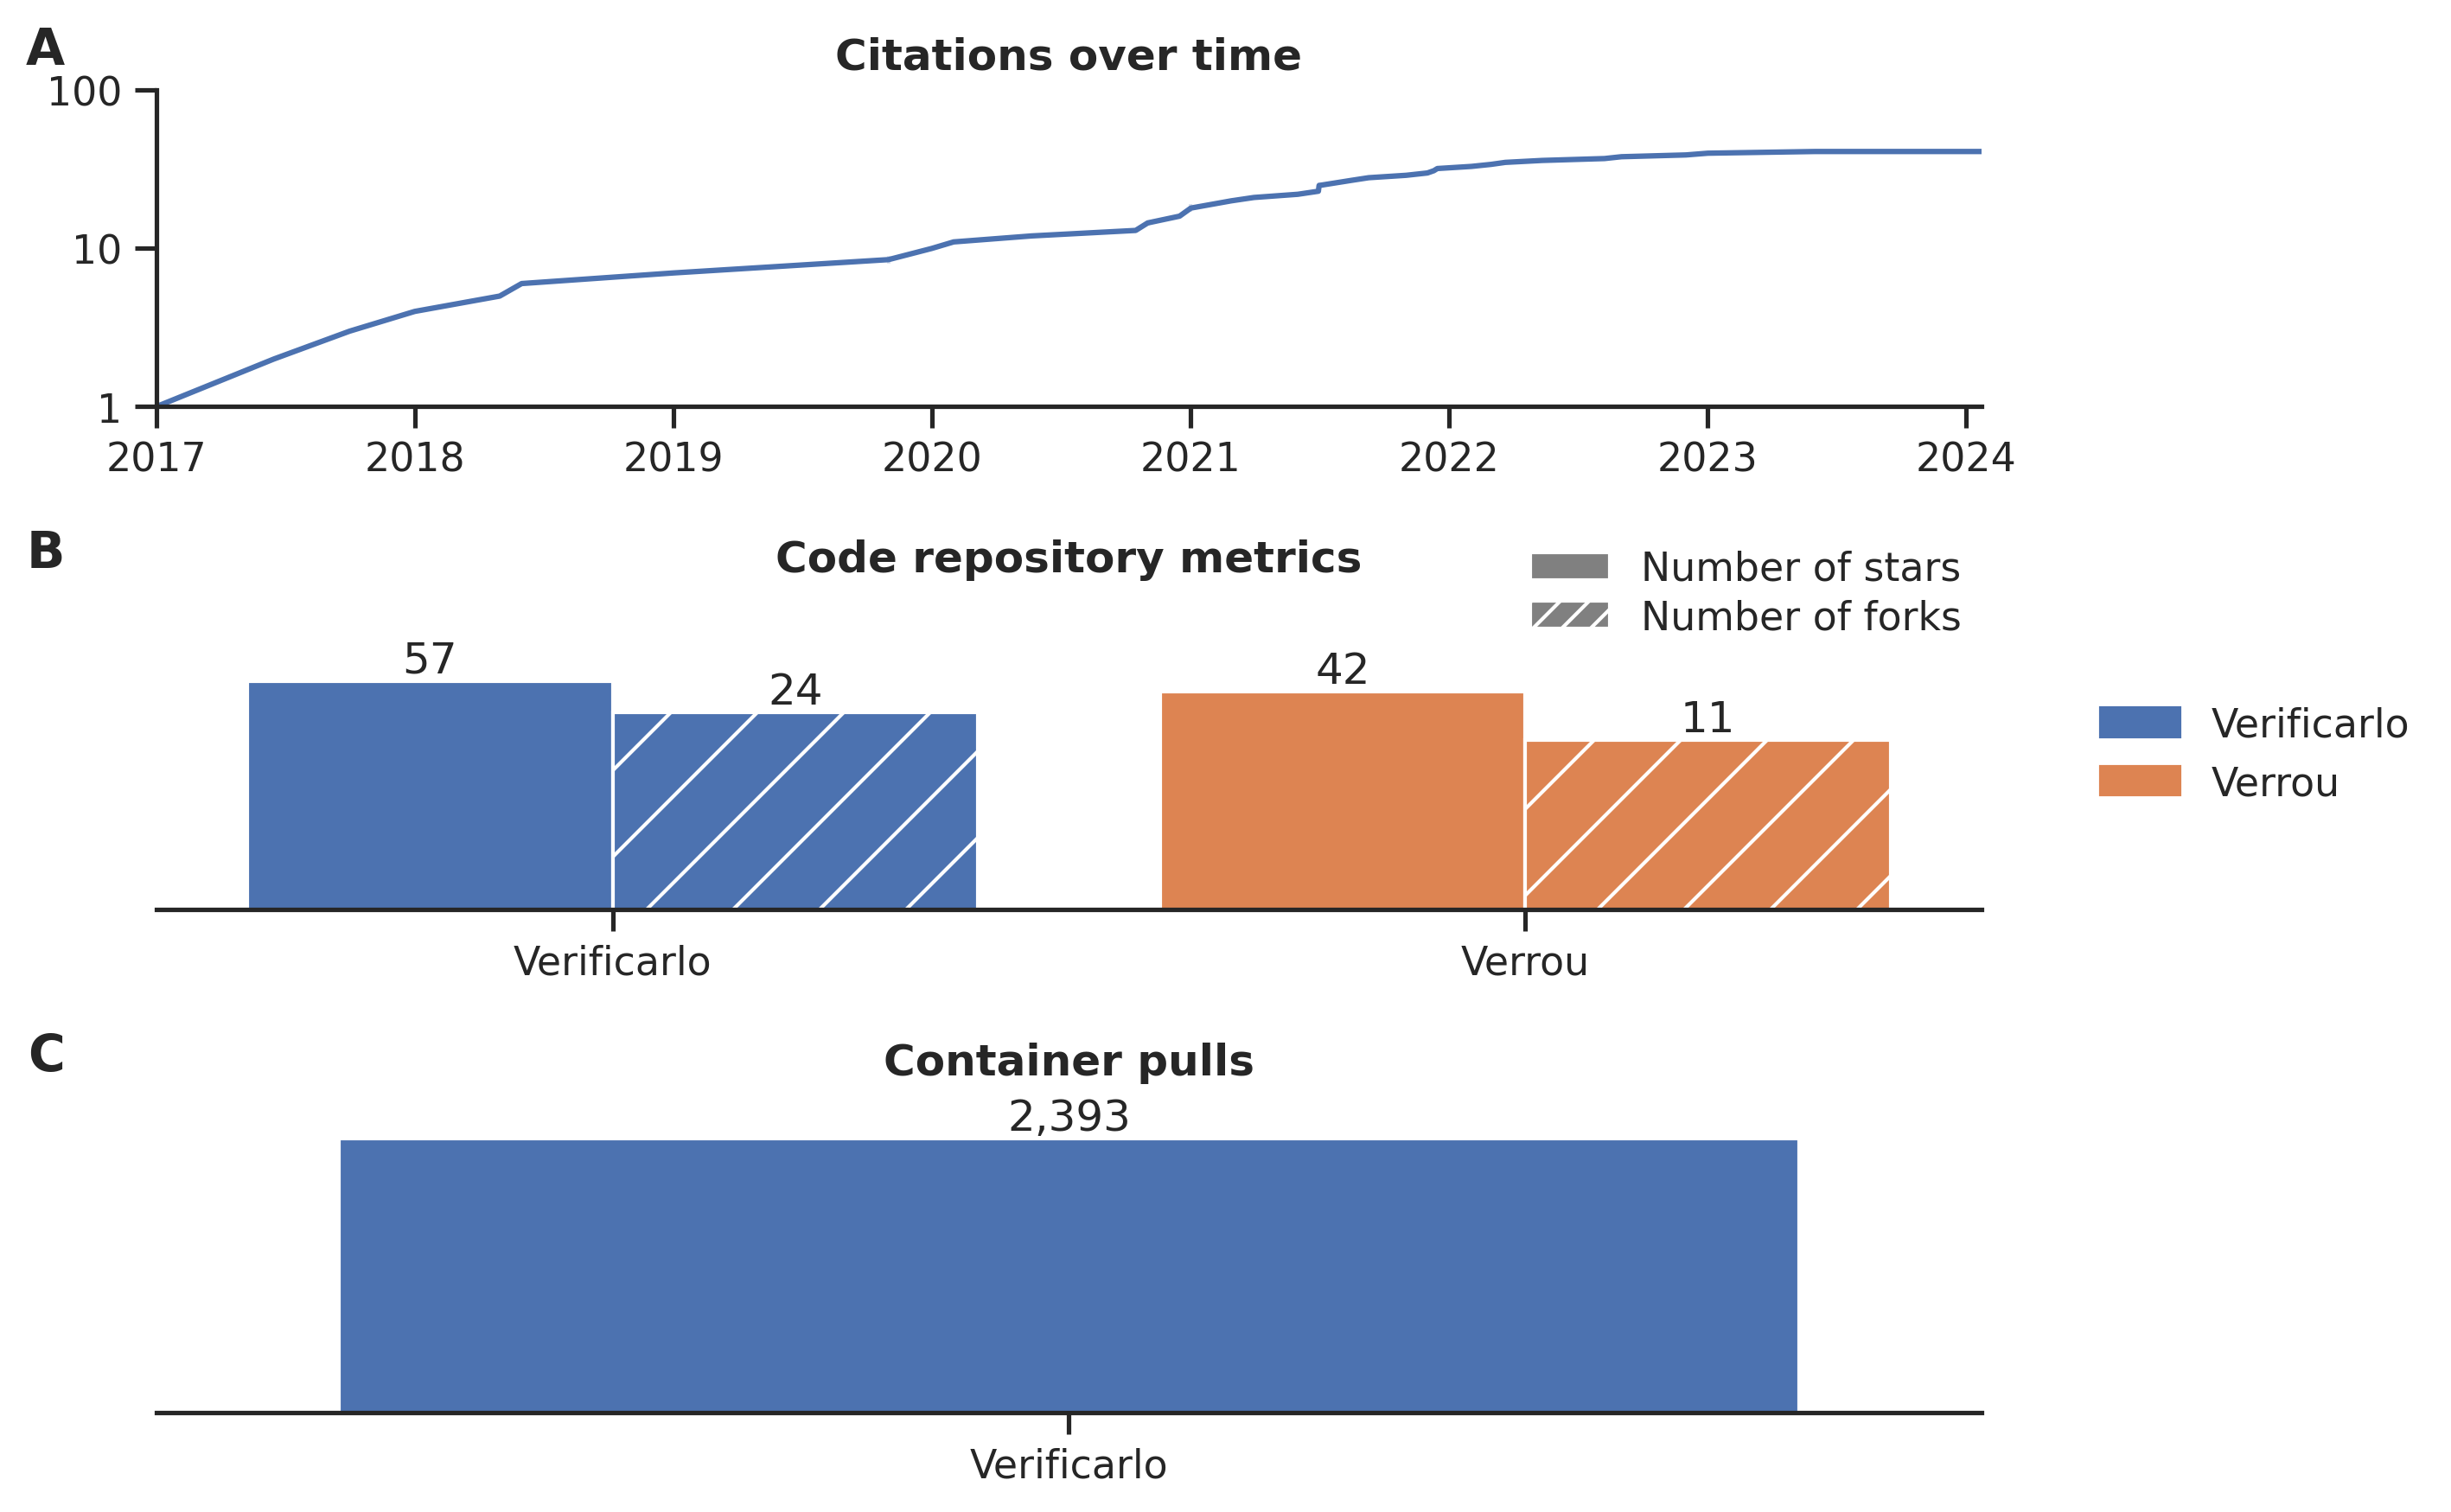 A
Citations over time
100
10
1
2017 2018 2019 2020 2021 2022 2023 2024
B
Code repository metrics
Number of stars
Number of forks
57 24 42 11
Verificarlo
Verrou
Verificarlo Verrou
C
Container pulls
2,393
Verificarlo